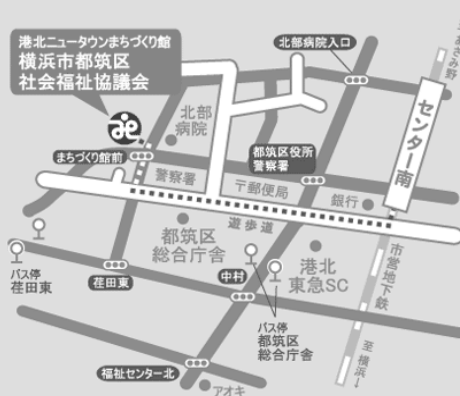 港北ニュータウンまちづくり館
横浜市都筑区
社会福祉協議会
北部病院入口
至あざみ野
センター南
北部
病院
まちづくり館前
都筑区役所
警察署
警察署
〒郵便局
銀行
遊歩道
都筑区
総合庁舎
港北
東急SC
市営地下鉄
バス停
荏田東
荏田東
中村
バス停
都筑区
総合庁舎
至 横浜↓
福祉センター北
アオキ